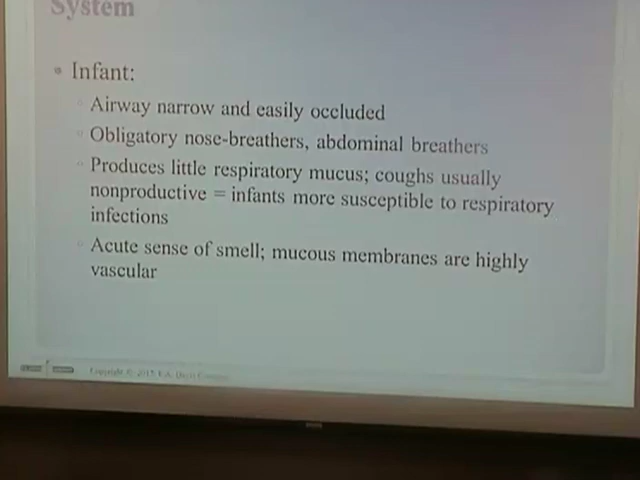 System
Infant:
Airway narrow and easily occluded
Obligatory nose-breathers, abdominal breathers
Produces little respiratory mucus; coughs usually
nonproductive = infants more susceptible to respiratory
infections
Acute sense of smell; mucous membranes are highly
vascular
Copyright ©